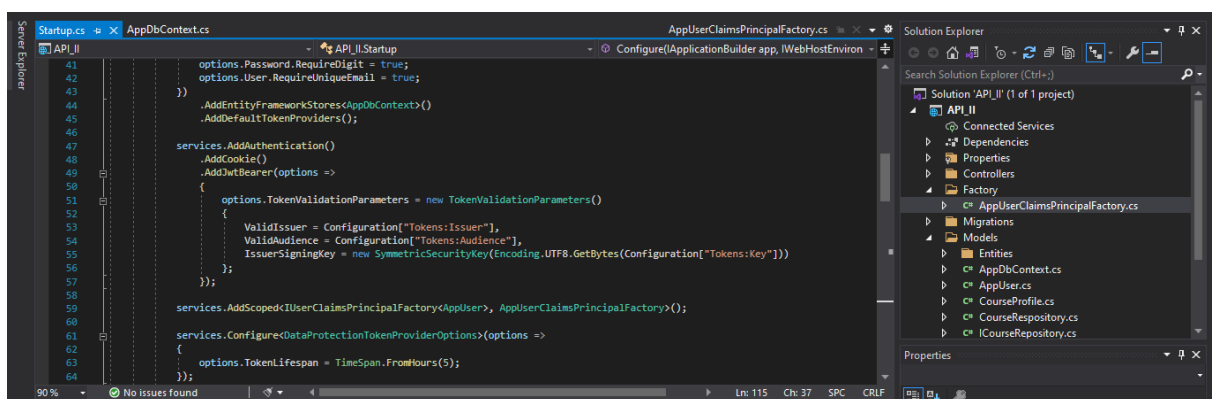 Server Explorer
Startup.cs
AppDbContext.cs
AppUserClaimsPrincipalFactory.cs
API_II
API_II.Startup
Configure(IApplicationBuilder app, IWebHostEnviron
41 options.Password.RequireDigit = true;
42 options.User.RequireUniqueEmail = true;
43 })
44 .AddEntityFrameworkStores<AppDbContext>()
45 .AddDefaultTokenProviders();
46
47 services.AddAuthentication()
48 .AddCookie()
49 .AddJwtBearer(options =>
50 {
51 options.TokenValidationParameters = new TokenValidationParameters()
52 {
53 ValidIssuer = Configuration["Tokens:Issuer"],
54 ValidAudience = Configuration["Tokens:Audience"],
55 IssuerSigningKey = new SymmetricSecurityKey(Encoding.UTF8.GetBytes(Configuration["Tokens:Key"]))
56 };
57 });
58
59 services.AddScoped<IUserClaimsPrincipalFactory<AppUser>, AppUserClaimsPrincipalFactory>();
60
61 services.Configure<DataProtectionTokenProviderOptions>(options =>
62 {
63 options.TokenLifespan = TimeSpan.FromHours(5);
64 });
90 %
No issues found
Ln: 115 Ch: 37 SPC CRLF
Solution Explorer
Search Solution Explorer (Ctrl+;)
Solution 'API_II' (1 of 1 project)
API_II
Connected Services
Dependencies
Properties
Controllers
Factory
C# AppUserClaimsPrincipalFactory.cs
Migrations
Models
Entities
C# AppDbContext.cs
C# AppUser.cs
C# CourseProfile.cs
C# CourseRespository.cs
C# ICourseRepository.cs
Properties